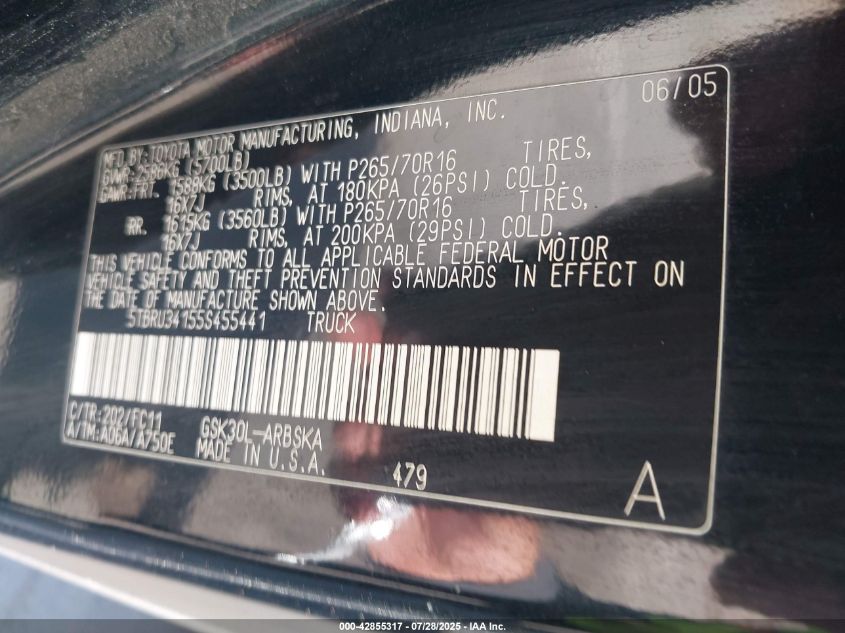 06/05
MFD.BY:TOYOTA MOTOR MANUFACTURING, INDIANA, INC.
GVWR:2586KG (5700LB)
GAWR:FRT. 1588KG (3500LB) WITH P265/70R16 TIRES,
16X7J RIMS, AT 180KPA (26PSI) COLD.
RR. 1615KG (3560LB) WITH P265/70R16 TIRES,
16X7J RIMS, AT 200KPA (29PSI) COLD.
THIS VEHICLE CONFORMS TO ALL APPLICABLE FEDERAL MOTOR
VEHICLE SAFETY AND THEFT PREVENTION STANDARDS IN EFFECT ON
THE DATE OF MANUFACTURE SHOWN ABOVE.
5TBRU34155S455441 TRUCK
C/TR:202/FC11 GSK30L-ARBSKA
A/TM:A06A/A750E MADE IN U.S.A.
479
A
000-42855317 - 07/28/2025 - IAA Inc.